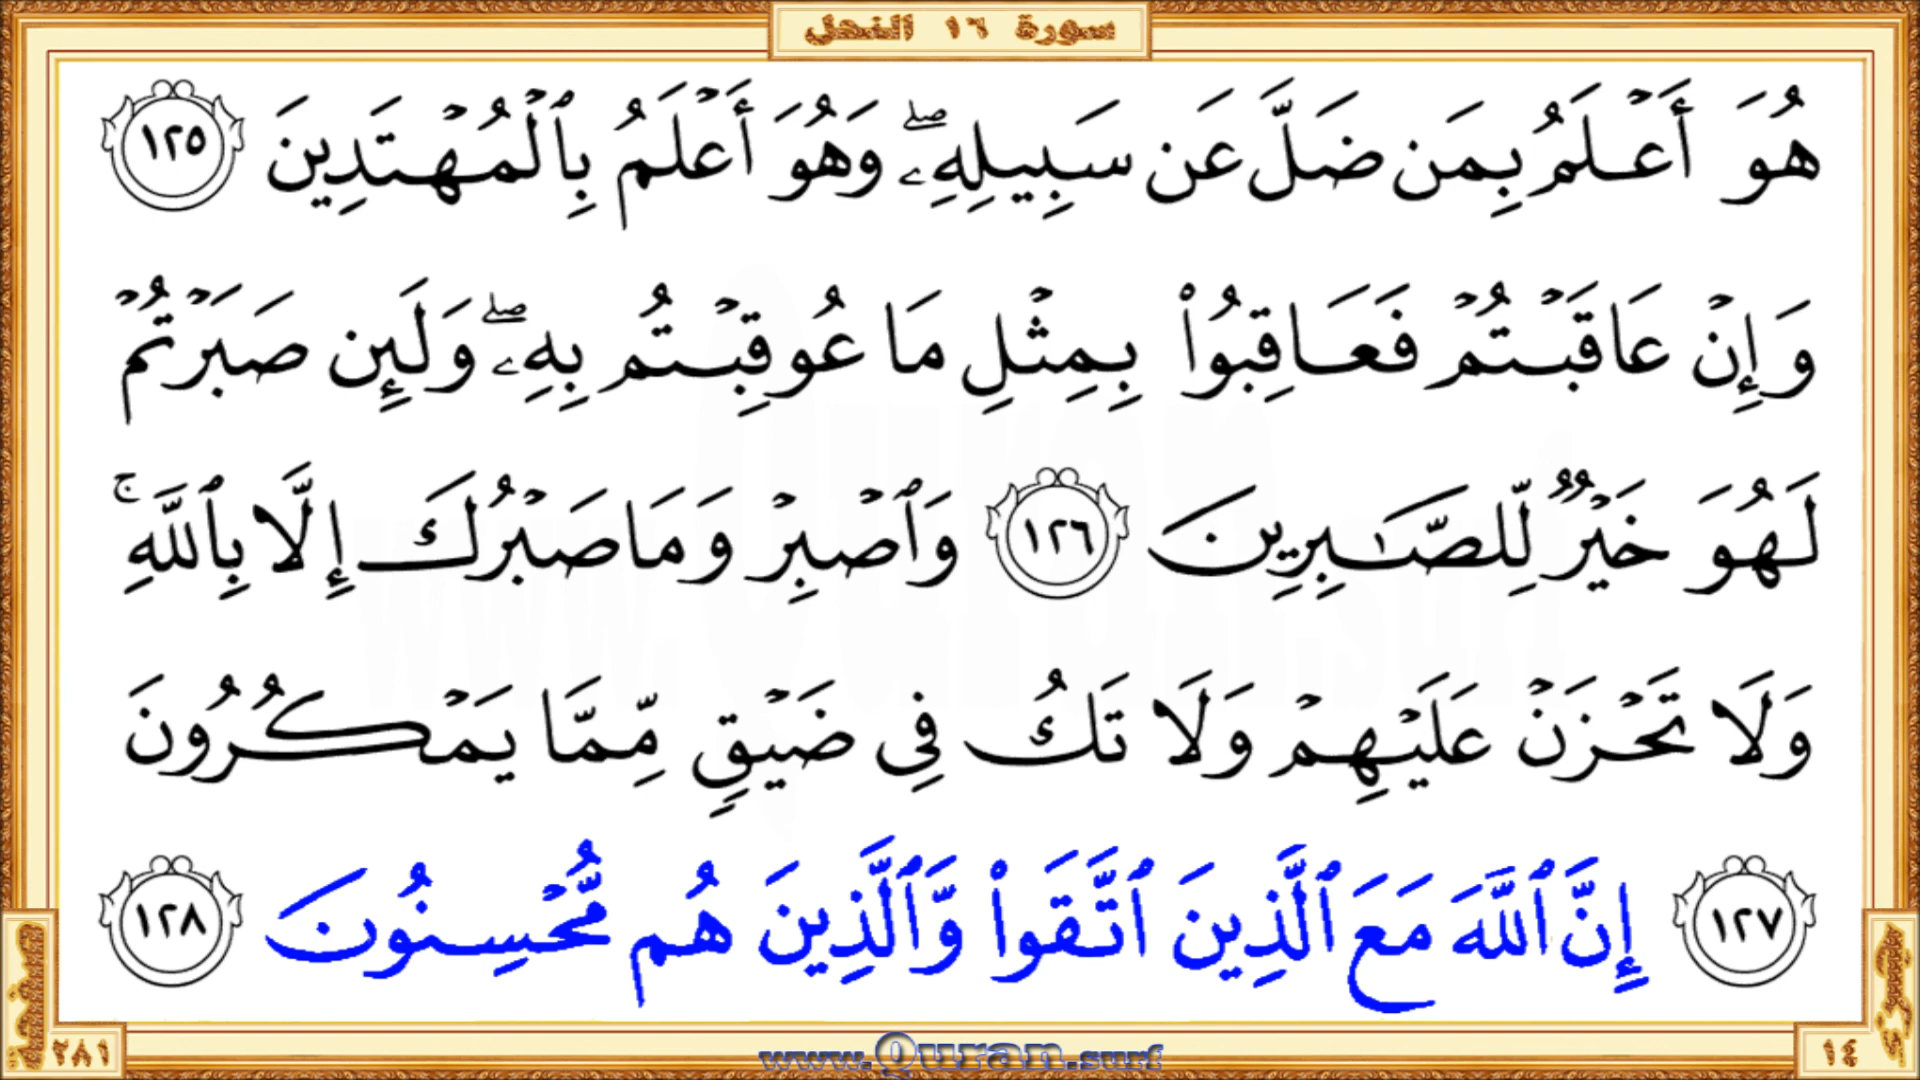 سورة ١٦ النحل
هُوَ أَعْلَمُ بِمَن ضَلَّ عَن سَبِيلِهِۦ ۖ وَهُوَ أَعْلَمُ بِٱلْمُهْتَدِينَ ١٢٥
وَإِنْ عَاقَبْتُمْ فَعَاقِبُوا۟ بِمِثْلِ مَا عُوقِبْتُم بِهِۦ ۖ وَلَئِن صَبَرْتُمْ
لَهُوَ خَيْرٌ لِّلصَّـٰبِرِينَ ١٢٦ وَٱصْبِرْ وَمَا صَبْرُكَ إِلَّا بِٱللَّهِ ۚ
وَلَا تَحْزَنْ عَلَيْهِمْ وَلَا تَكُ فِى ضَيْقٍ مِّمَّا يَمْكُرُونَ
١٢٧ إِنَّ ٱللَّهَ مَعَ ٱلَّذِينَ ٱتَّقَوا۟ وَّٱلَّذِينَ هُم مُّحْسِنُونَ ١٢٨
صفحة ٢٨١
www.Quran.surf
١٤